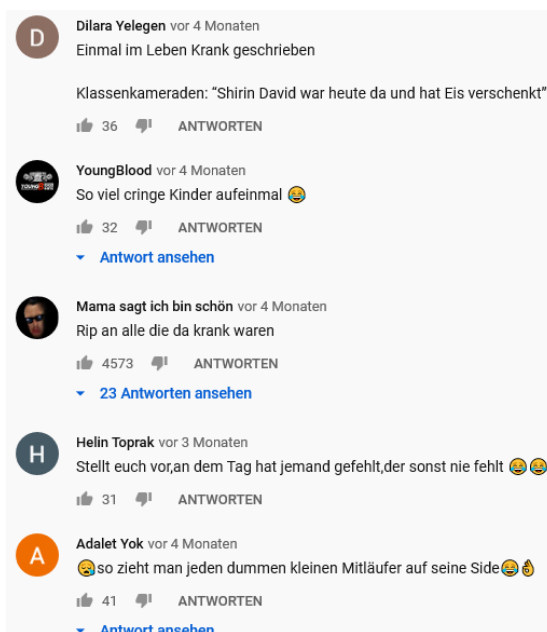 D
Dilara Yelegen vor 4 Monaten
Einmal im Leben Krank geschrieben
Klassenkameraden: “Shirin David war heute da und hat Eis verschenkt”
36 ANTWORTEN
YoungBlood vor 4 Monaten
So viel cringe Kinder aufeinmal 😂
32 ANTWORTEN
Antwort ansehen
Mama sagt ich bin schön vor 4 Monaten
Rip an alle die da krank waren
4573 ANTWORTEN
23 Antworten ansehen
H
Helin Toprak vor 3 Monaten
Stellt euch vor,an dem Tag hat jemand gefehlt,der sonst nie fehlt 😂😂
31 ANTWORTEN
A
Adalet Yok vor 4 Monaten
😪so zieht man jeden dummen kleinen Mitläufer auf seine Side😂👌
41 ANTWORTEN
Antwort ansehen